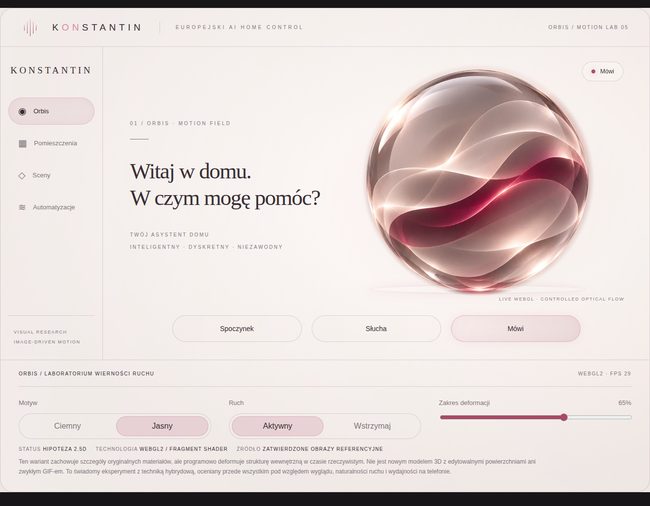 KONSTANTIN
EUROPEJSKI AI HOME CONTROL
ORBIS / MOTION LAB 05
KONSTANTIN
Mówi
Orbis
Pomieszczenia
Sceny
Automatyzacje
01 / ORBIS · MOTION FIELD
Witaj w domu.
W czym mogę pomóc?
TWÓJ ASYSTENT DOMU
INTELIGENTNY · DYSKRETNY · NIEZAWODNY
LIVE WEBGL · CONTROLLED OPTICAL FLOW
Spoczynek
Słucha
Mówi
VISUAL RESEARCH
IMAGE-DRIVEN MOTION
ORBIS / LABORATORIUM WIERNOŚCI RUCHU
WEBGL2 · FPS 29
Motyw
Ruch
Zakres deformacji
65%
Ciemny
Jasny
Aktywny
Wstrzymaj
STATUS HIPOTEZA 2.5D TECHNOLOGIA WEBGL2 / FRAGMENT SHADER ŹRÓDŁO ZATWIERDZONE OBRAZY REFERENCYJNE
Ten wariant zachowuje szczegóły oryginalnych materiałów, ale programowo deformuje strukturę wewnętrzną w czasie rzeczywistym. Nie jest nowym modelem 3D z edytowalnymi powierzchniami ani
zwykłym GIF-em. To świadomy eksperyment z techniką hybrydową, oceniany przede wszystkim pod względem wyglądu, naturalności ruchu i wydajności na telefonie.